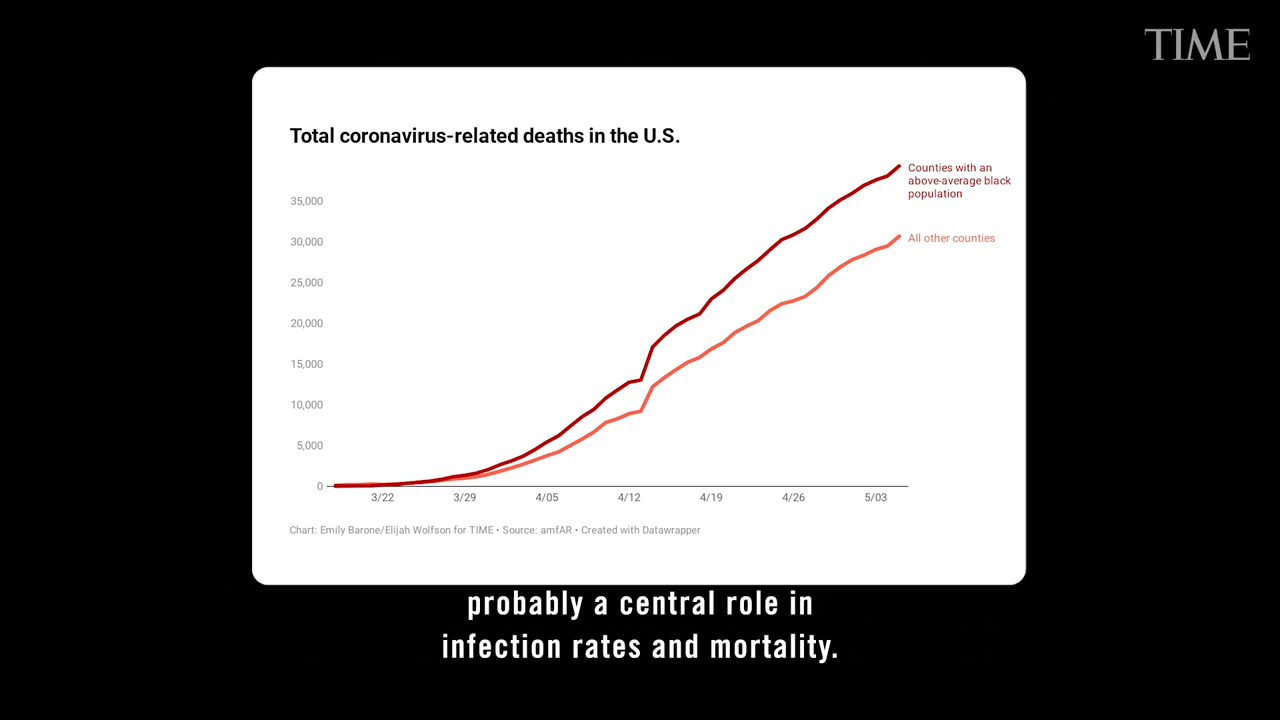 TIME
Total coronavirus-related deaths in the U.S.
Counties with an
above-average black
population
All other counties
35,000
30,000
25,000
20,000
15,000
10,000
5,000
0
3/22 3/29 4/05 4/12 4/19 4/26 5/03
Chart: Emily Barone/Elijah Wolfson for TIME • Source: amfAR • Created with Datawrapper
probably a central role in
infection rates and mortality.